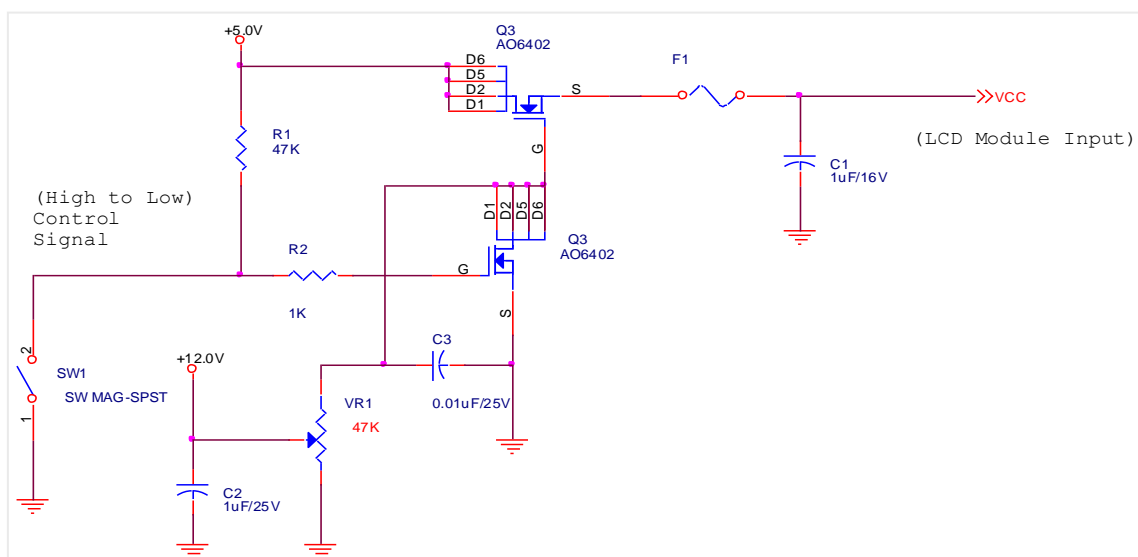 +5.0V
Q3
AO6402
D6
D5
D2
D1
S
G
F1
VCC
(LCD Module Input)
R1
47K
C1
1uF/16V
(High to Low)
Control
Signal
D1
D2
D5
D6
Q3
AO6402
R2
1K
G
S
2
SW1
SW MAG-SPST
1
+12.0V
C3
0.01uF/25V
VR1
47K
C2
1uF/25V